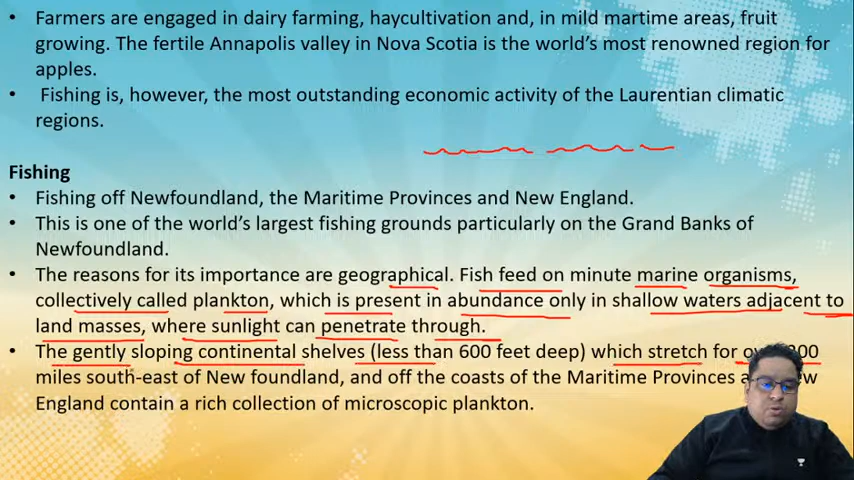 • Farmers are engaged in dairy farming, haycultivation and, in mild martime areas, fruit
growing. The fertile Annapolis valley in Nova Scotia is the world's most renowned region for
apples.
• Fishing is, however, the most outstanding economic activity of the Laurentian climatic
regions.
Fishing
• Fishing off Newfoundland, the Maritime Provinces and New England.
• This is one of the world's largest fishing grounds particularly on the Grand Banks of
Newfoundland.
• The reasons for its importance are geographical. Fish feed on minute marine organisms,
collectively called plankton, which is present in abundance only in shallow waters adjacent to
land masses, where sunlight can penetrate through.
• The gently sloping continental shelves (less than 600 feet deep) which stretch for
miles south-east of New foundland, and off the coasts of the Maritime Provinces
England contain a rich collection of microscopic plankton.